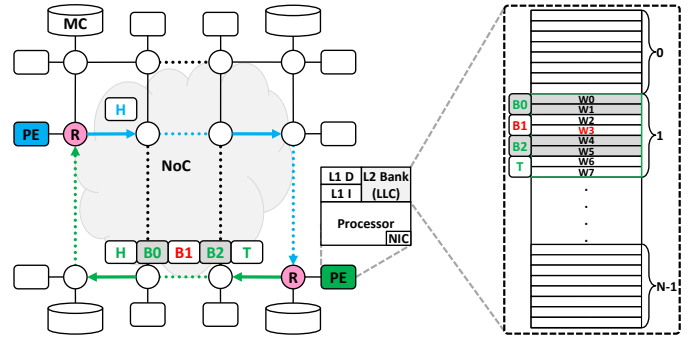 MC
H
PE
R
NoC
L1 D
L2 Bank
L1 I
(LLC)
Processor
NIC
H
B0
B1
B2
T
R
PE
0
B0
W0
W1
B1
W2
W3
1
B2
W4
W5
T
W6
W7
.
.
.
.
N-1